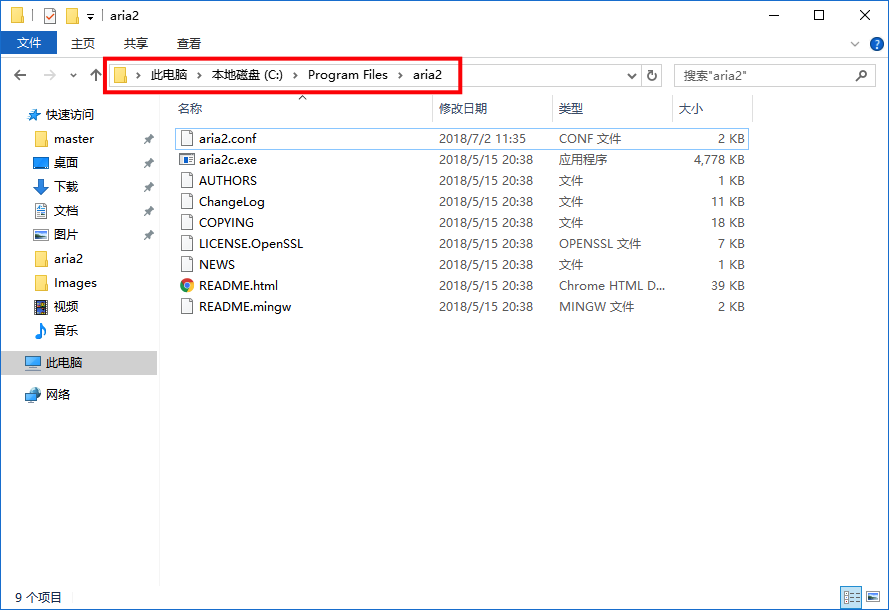 aria2
文件 主页 共享 查看
此电脑 本地磁盘 (C:) Program Files aria2 搜索"aria2"
名称 修改日期 类型 大小
快速访问
master
桌面
下载
文档
图片
aria2
Images
视频
音乐
此电脑
网络
aria2.conf 2018/7/2 11:35 CONF 文件 2 KB
aria2c.exe 2018/5/15 20:38 应用程序 4,778 KB
AUTHORS 2018/5/15 20:38 文件 1 KB
ChangeLog 2018/5/15 20:38 文件 11 KB
COPYING 2018/5/15 20:38 文件 18 KB
LICENSE.OpenSSL 2018/5/15 20:38 OPENSSL 文件 7 KB
NEWS 2018/5/15 20:38 文件 1 KB
README.html 2018/5/15 20:38 Chrome HTML D... 39 KB
README.mingw 2018/5/15 20:38 MINGW 文件 2 KB
9 个项目